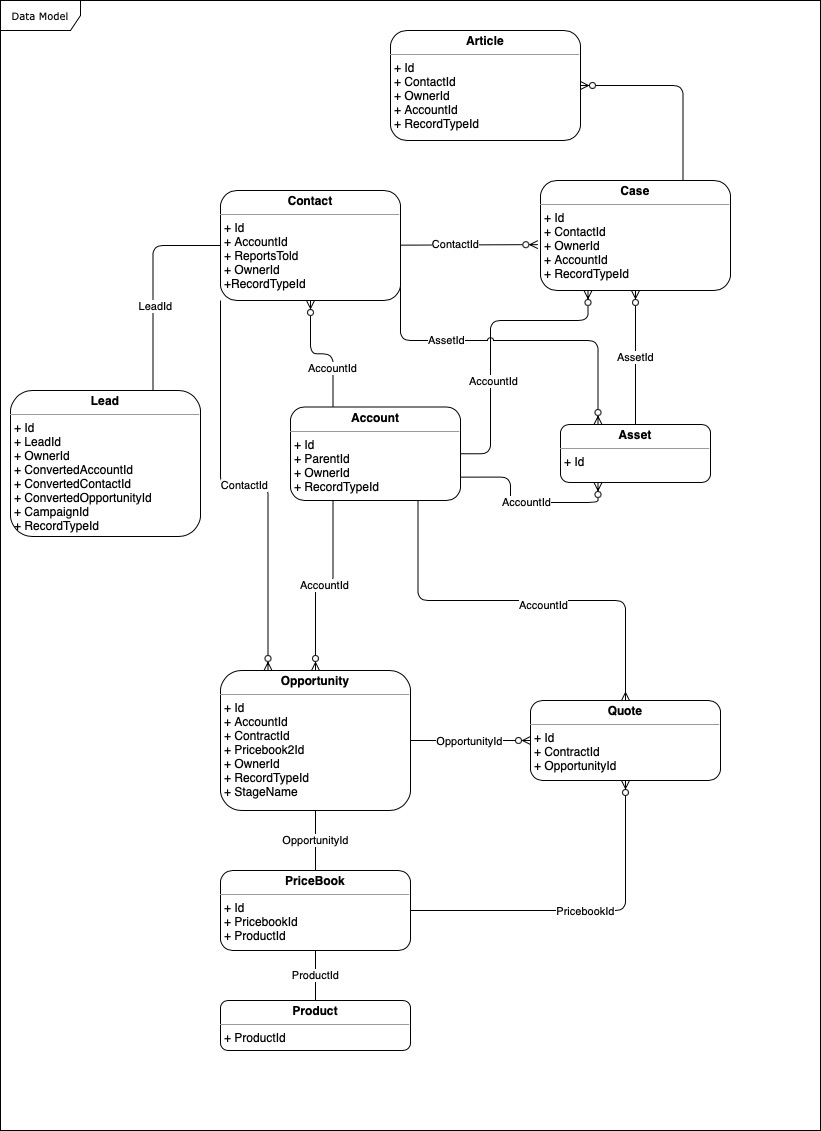 Data Model
Article
+ Id
+ ContactId
+ OwnerId
+ AccountId
+ RecordTypeId
Contact
+ Id
+ AccountId
+ ReportsTold
+ OwnerId
+RecordTypeId
Case
+ Id
+ ContactId
+ OwnerId
+ AccountId
+ RecordTypeId
ContactId
LeadId
AssetId
AssetId
AccountId
AccountId
Lead
+ Id
+ LeadId
+ OwnerId
+ ConvertedAccountId
+ ConvertedContactId
+ ConvertedOpportunityId
+ CampaignId
+ RecordTypeId
Account
+ Id
+ ParentId
+ OwnerId
+ RecordTypeId
Asset
+ Id
ContactId
AccountId
AccountId
AccountId
Opportunity
+ Id
+ AccountId
+ ContractId
+ Pricebook2Id
+ OwnerId
+ RecordTypeId
+ StageName
OpportunityId
Quote
+ Id
+ ContractId
+ OpportunityId
OpportunityId
PriceBook
+ Id
+ PricebookId
+ ProductId
PricebookId
ProductId
Product
+ ProductId